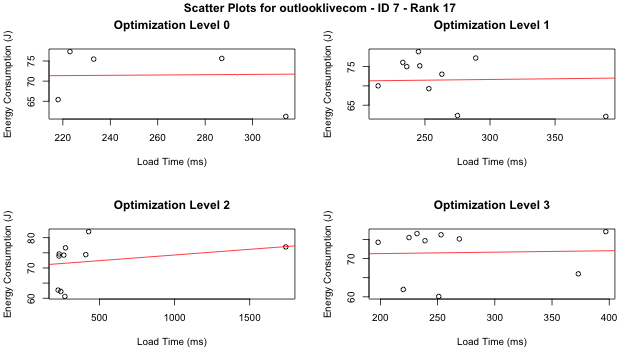 Scatter Plots for outlooklivecom - ID 7 - Rank 17
Optimization Level 0
Energy Consumption (J)
65 70 75
220 240 260 280 300
Load Time (ms)
Optimization Level 1
Energy Consumption (J)
65 75
250 300 350
Load Time (ms)
Optimization Level 2
Energy Consumption (J)
60 70 80
500 1000 1500
Load Time (ms)
Optimization Level 3
Energy Consumption (J)
60 70
200 250 300 350 400
Load Time (ms)